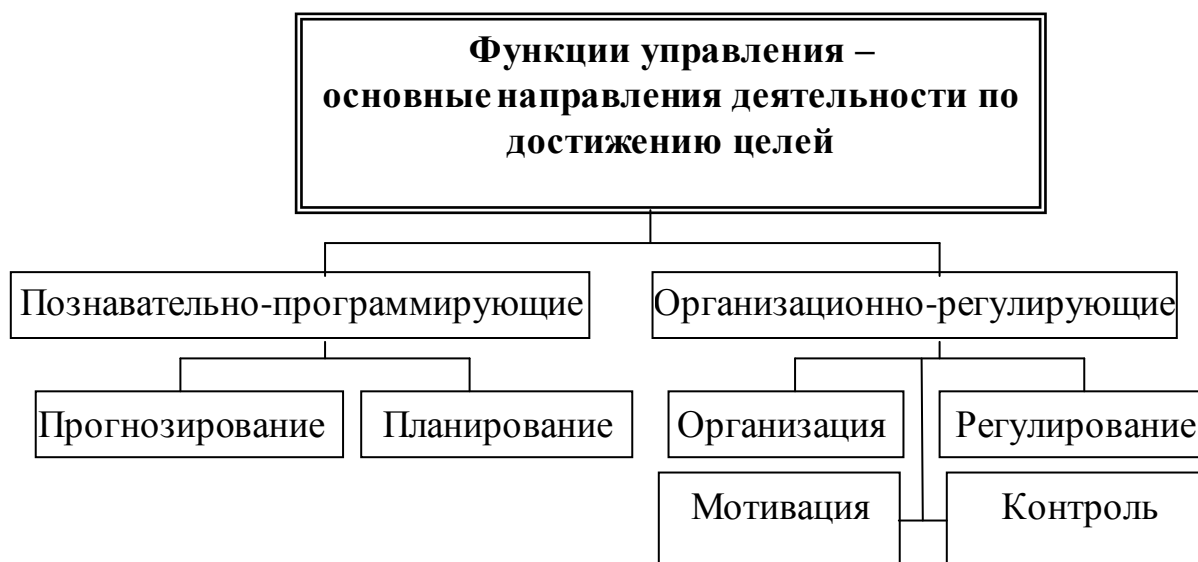 Функции управления –
основные направления деятельности по
достижению целей
Познавательно-программирующие
Организационно-регулирующие
Прогнозирование
Планирование
Организация
Регулирование
Мотивация
Контроль